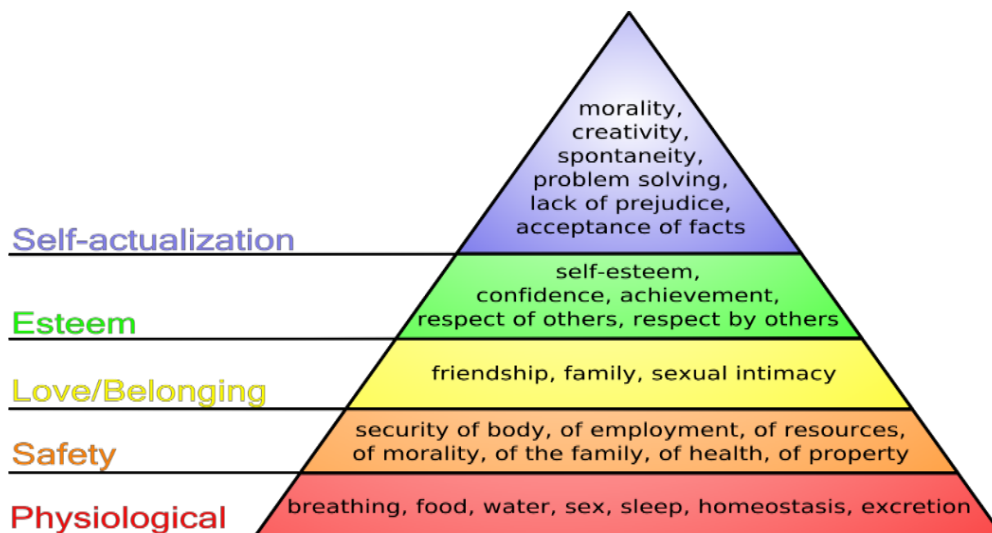 morality,
creativity,
spontaneity,
problem solving,
lack of prejudice,
acceptance of facts
Self-actualization
self-esteem,
confidence, achievement,
respect of others, respect by others
Esteem
friendship, family, sexual intimacy
Love/Belonging
security of body, of employment, of resources,
of morality, of the family, of health, of property
Safety
breathing, food, water, sex, sleep, homeostasis, excretion
Physiological